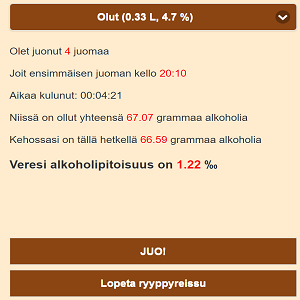 Olut (0.33 L, 4.7 %)
Olet juonut 4 juomaa
Joit ensimmäisen juoman kello 20:10
Aikaa kulunut: 00:04:21
Niissä on ollut yhteensä 67.07 grammaa alkoholia
Kehossasi on tällä hetkellä 66.59 grammaa alkoholia
Veresi alkoholipitoisuus on 1.22 ‰
JUO!
Lopeta ryyppyreissu